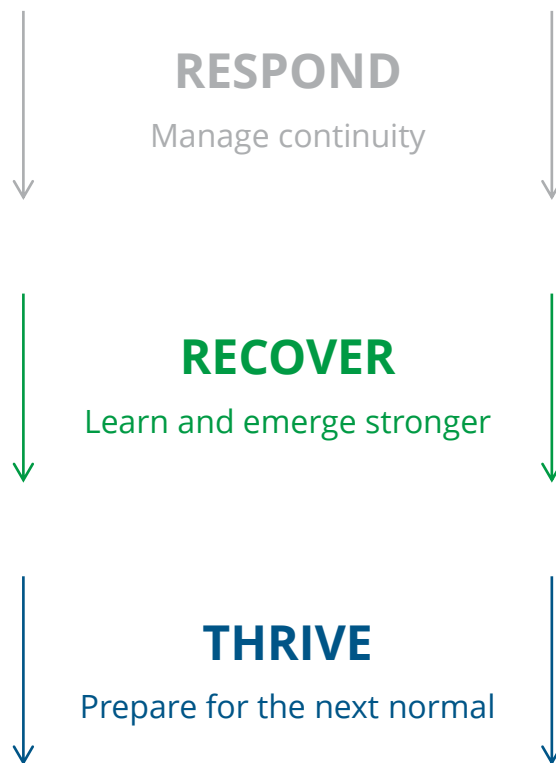 RESPOND
Manage continuity
RECOVER
Learn and emerge stronger
THRIVE
Prepare for the next normal